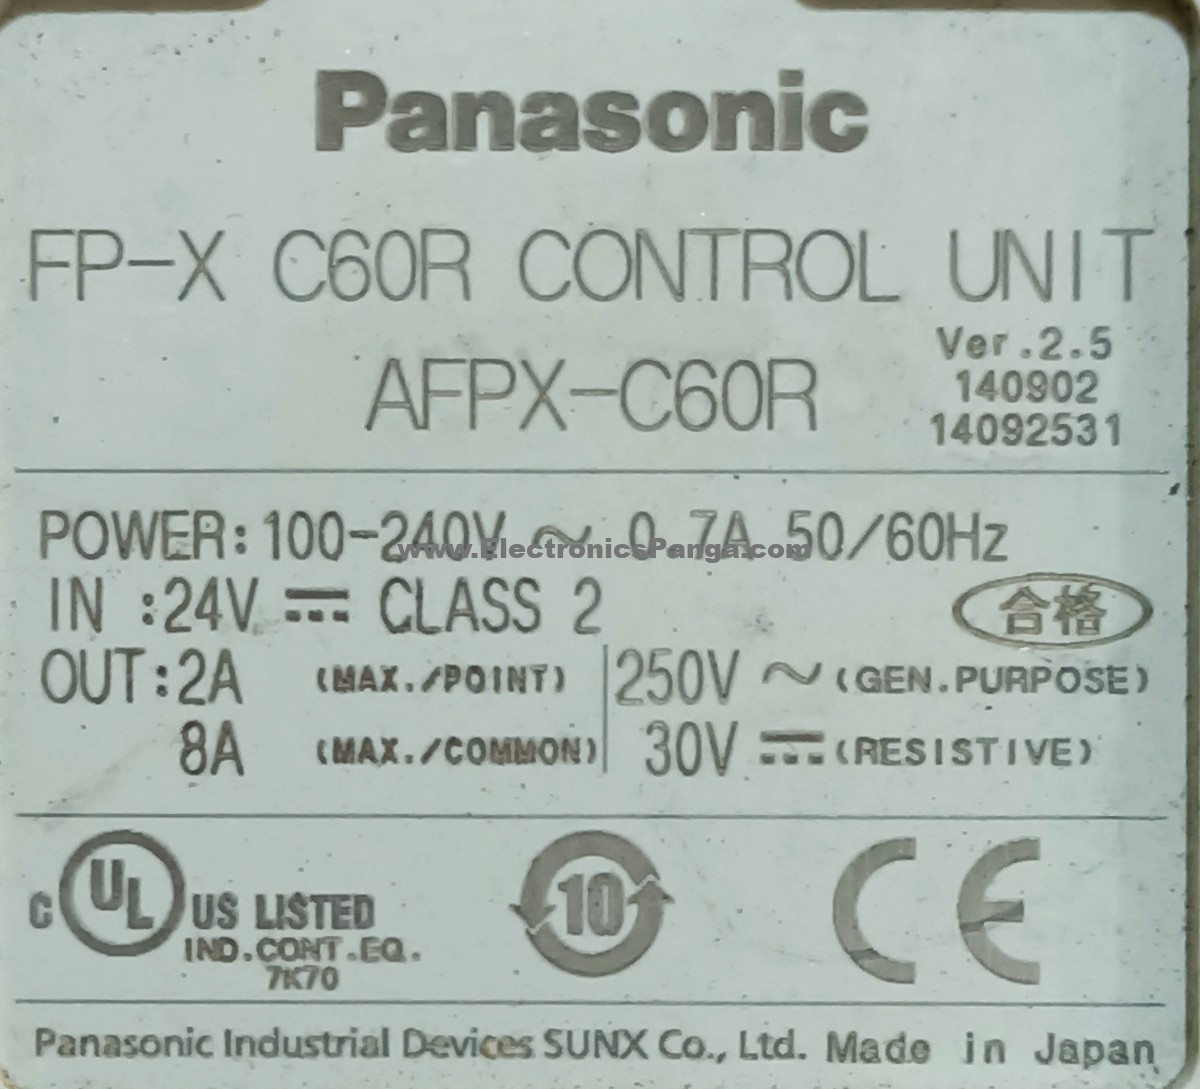 Panasonic
FP-X C60R CONTROL UNIT
AFPX-C60R
Ver.2.5
140902
14092531
POWER:100-240V ～ 0.7A 50/60Hz
www.ElectronicsPanga.com
IN :24V ⎓ CLASS 2
合格
OUT:2A (MAX./POINT) 250V ～ (GEN.PURPOSE)
8A (MAX./COMMON) 30V ⎓ (RESISTIVE)
C UL US LISTED
IND.CONT.EQ.
7K70
10
CE
Panasonic Industrial Devices SUNX Co., Ltd. Made in Japan